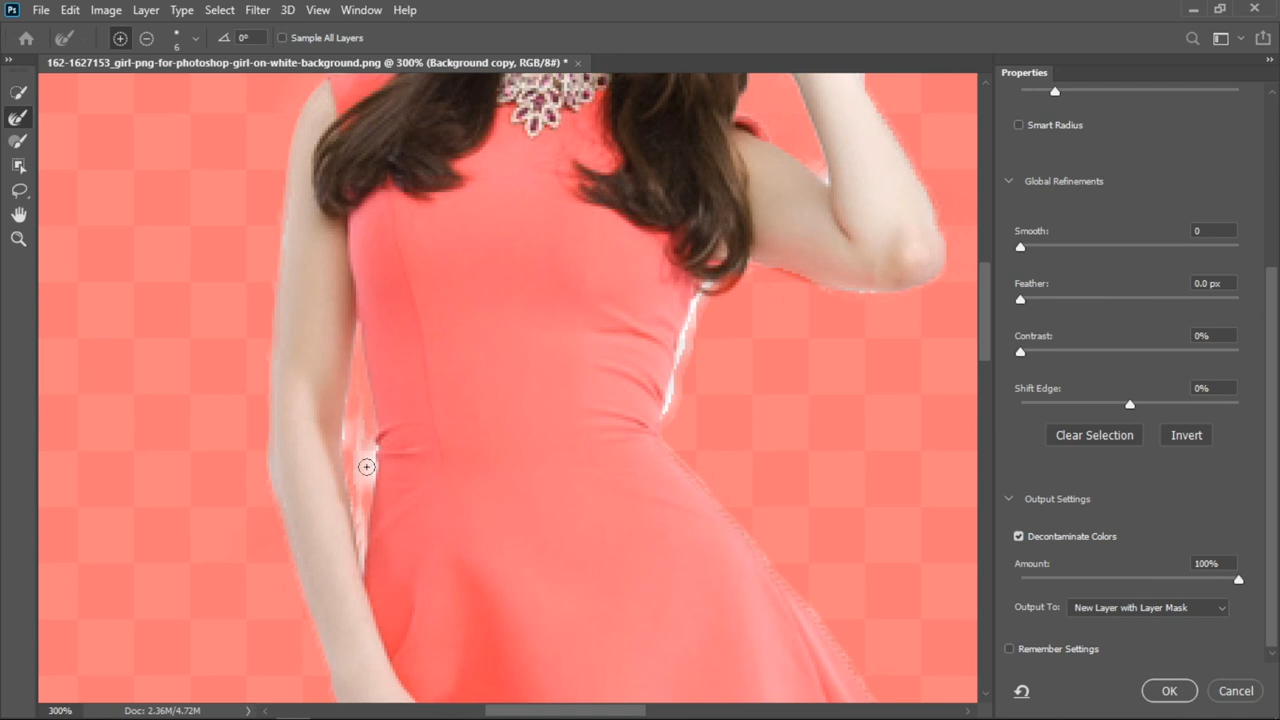 Ps File Edit Image Layer Type Select Filter 3D View Window Help
6 0° Sample All Layers
162-1627153_girl-png-for-photoshop-girl-on-white-background.png @ 300% (Background copy, RGB/8#) *
Properties
Smart Radius
Global Refinements
Smooth: 0
Feather: 0.0 px
Contrast: 0%
Shift Edge: 0%
Clear Selection Invert
Output Settings
Decontaminate Colors
Amount: 100%
Output To: New Layer with Layer Mask
Remember Settings
OK Cancel
300% Doc: 2.36M/4.72M